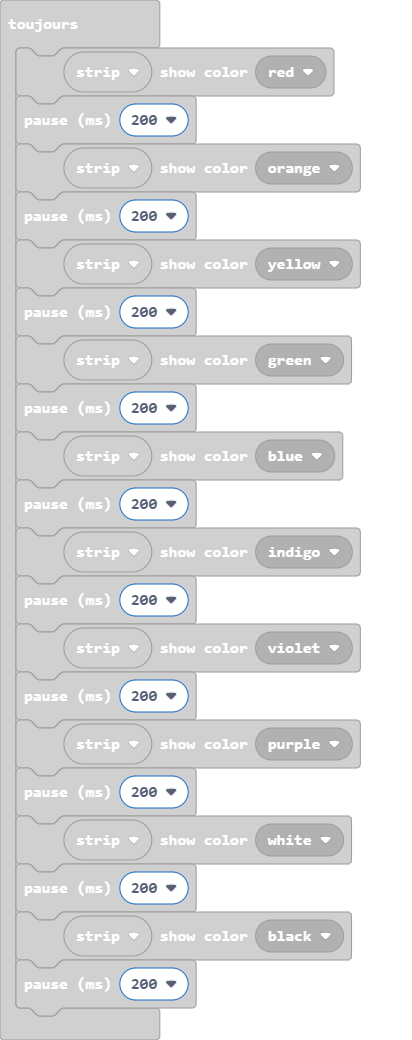 toujours
strip show color red
pause (ms) 200
strip show color orange
pause (ms) 200
strip show color yellow
pause (ms) 200
strip show color green
pause (ms) 200
strip show color blue
pause (ms) 200
strip show color indigo
pause (ms) 200
strip show color violet
pause (ms) 200
strip show color purple
pause (ms) 200
strip show color white
pause (ms) 200
strip show color black
pause (ms) 200